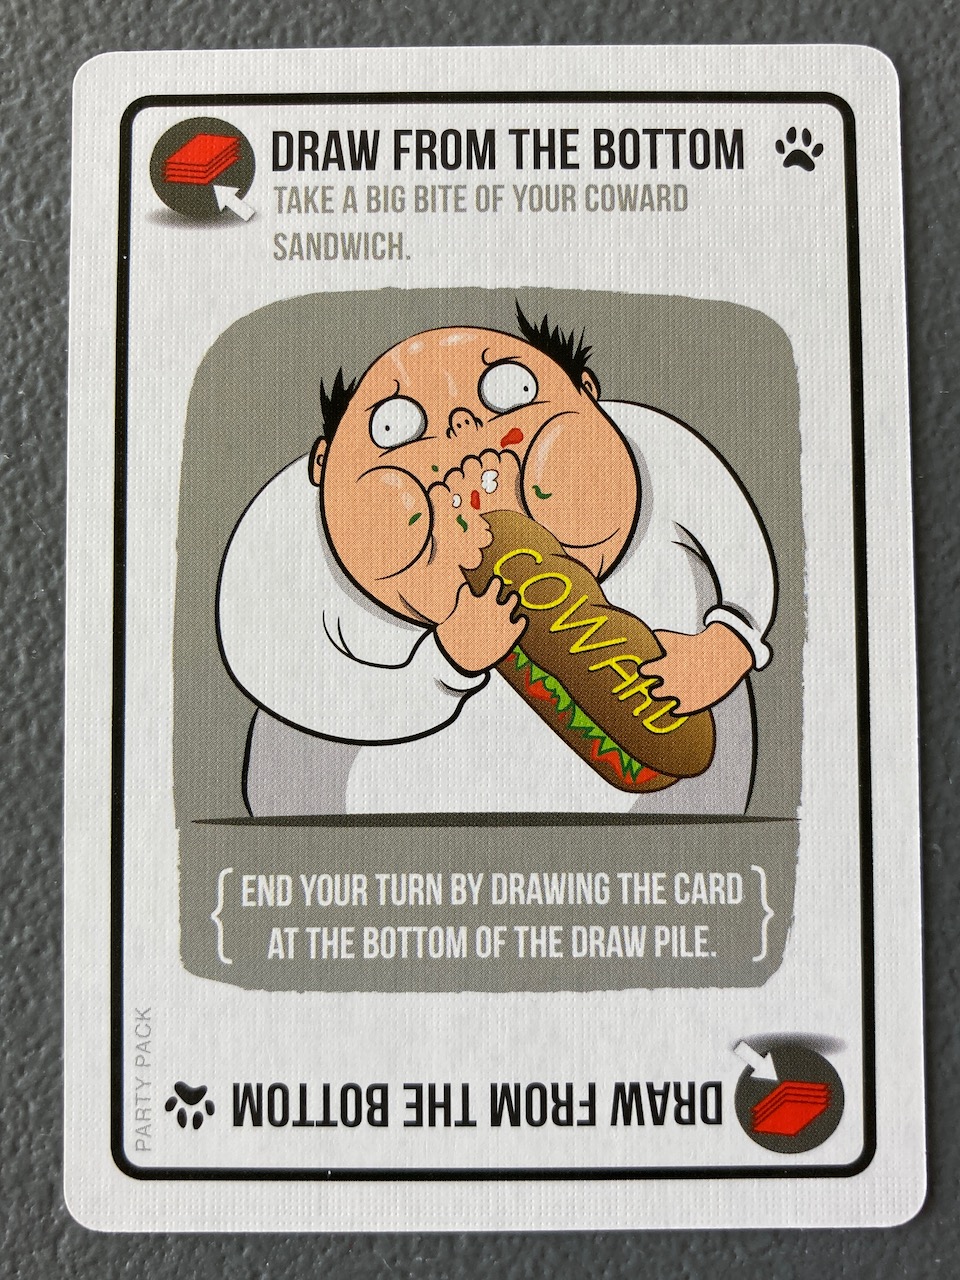 DRAW FROM THE BOTTOM
TAKE A BIG BITE OF YOUR COWARD
SANDWICH.
COWARD
END YOUR TURN BY DRAWING THE CARD
AT THE BOTTOM OF THE DRAW PILE.
PARTY PACK
DRAW FROM THE BOTTOM